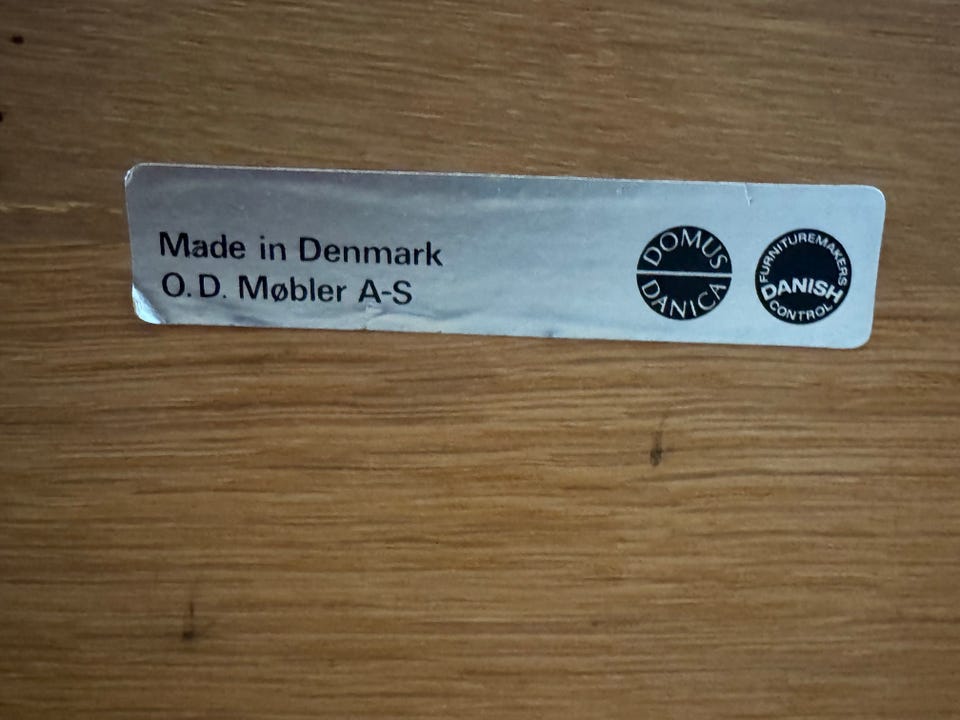 Made in Denmark
O.D. Møbler A-S
DOMUS
DANICA
FURNITUREMAKERS
DANISH
CONTROL